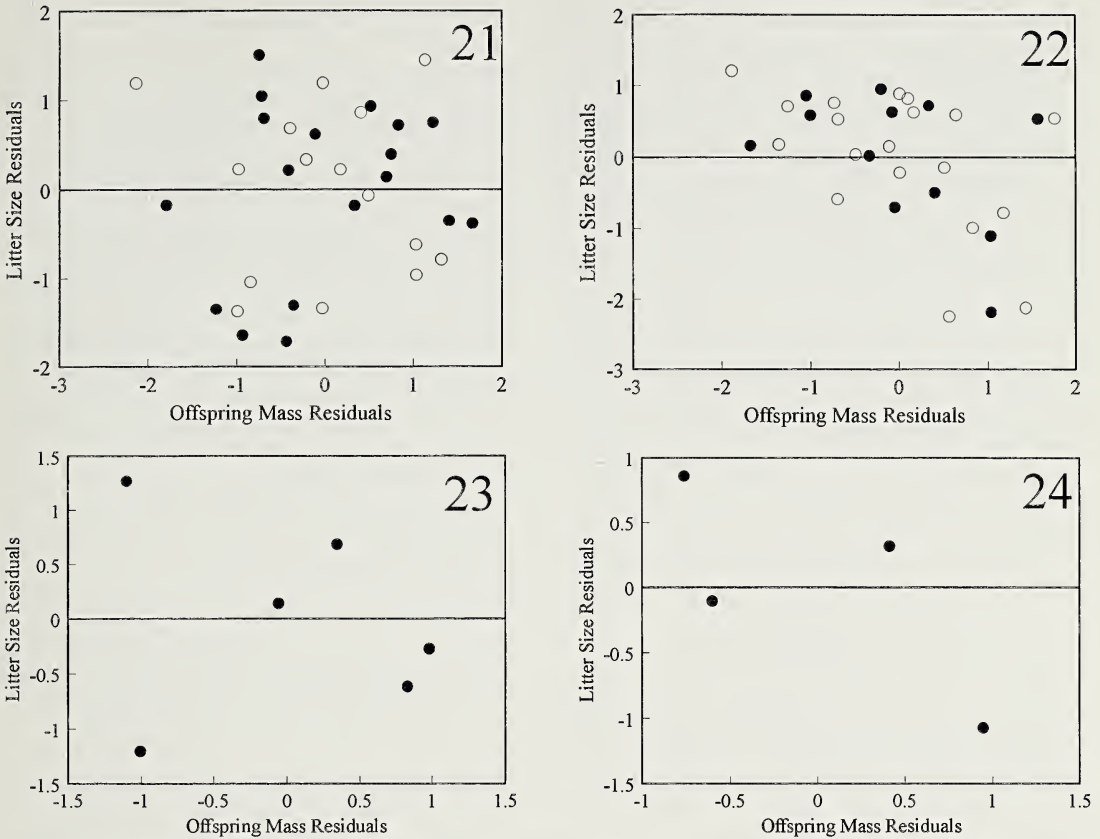 21
2
1
0
-1
-2
Litter Size Residuals
-3 -2 -1 0 1 2
Offspring Mass Residuals
22
2
1
0
-1
-2
-3
Litter Size Residuals
-3 -2 -1 0 1 2
Offspring Mass Residuals
23
1.5
1
0.5
0
-0.5
-1
-1.5
Litter Size Residuals
-1.5 -1 -0.5 0 0.5 1 1.5
Offspring Mass Residuals
24
1
0.5
0
-0.5
-1
-1.5
Litter Size Residuals
-1 -0.5 0 0.5 1 1.5
Offspring Mass Residuals